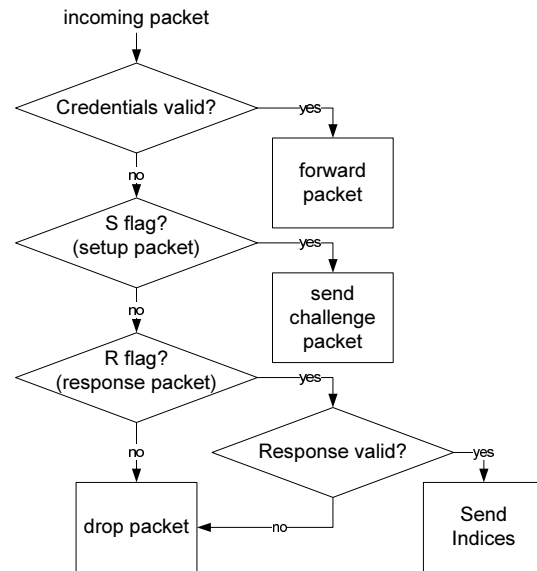 incoming packet
Credentials valid?
yes
forward
packet
no
S flag?
(setup packet)
yes
send
challenge
packet
no
R flag?
(response packet)
yes
no
Response valid?
yes
drop packet
no
Send
Indices